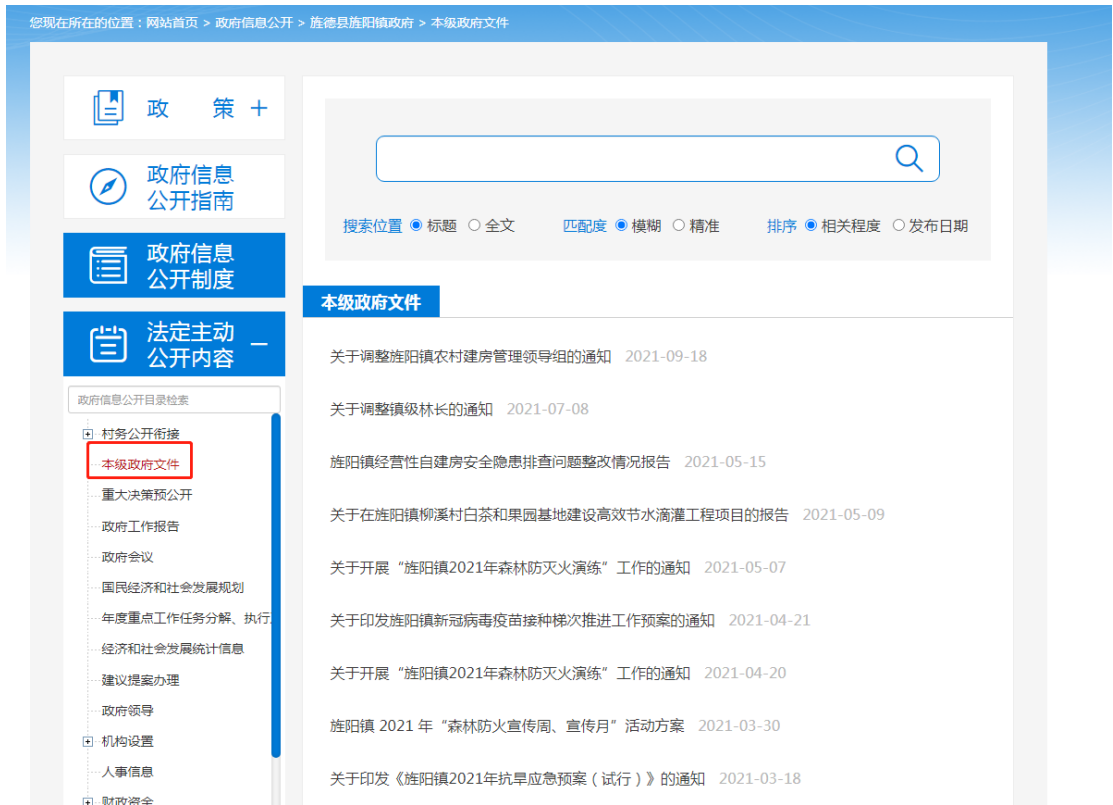 您现在所在的位置：网站首页 > 政府信息公开 > 旌德县旌阳镇政府 > 本级政府文件
政 策 +
政府信息
公开指南
政府信息
公开制度
法定主动
公开内容
政府信息公开目录检索
村务公开衔接
本级政府文件
重大决策预公开
政府工作报告
政府会议
国民经济和社会发展规划
年度重点工作任务分解、执行
经济和社会发展统计信息
建议提案办理
政府领导
机构设置
人事信息
财政资金
搜索位置 标题 全文 匹配度 模糊 精准 排序 相关程度 发布日期
本级政府文件
关于调整旌阳镇农村建房管理领导组的通知 2021-09-18
关于调整镇级林长的通知 2021-07-08
旌阳镇经营性自建房安全隐患排查问题整改情况报告 2021-05-15
关于在旌阳镇柳溪村白茶和果园基地建设高效节水滴灌工程项目的报告 2021-05-09
关于开展“旌阳镇2021年森林防灭火演练”工作的通知 2021-05-07
关于印发旌阳镇新冠病毒疫苗接种梯次推进工作预案的通知 2021-04-21
关于开展“旌阳镇2021年森林防灭火演练”工作的通知 2021-04-20
旌阳镇 2021 年“森林防火宣传周、宣传月”活动方案 2021-03-30
关于印发《旌阳镇2021年抗旱应急预案（试行）》的通知 2021-03-18